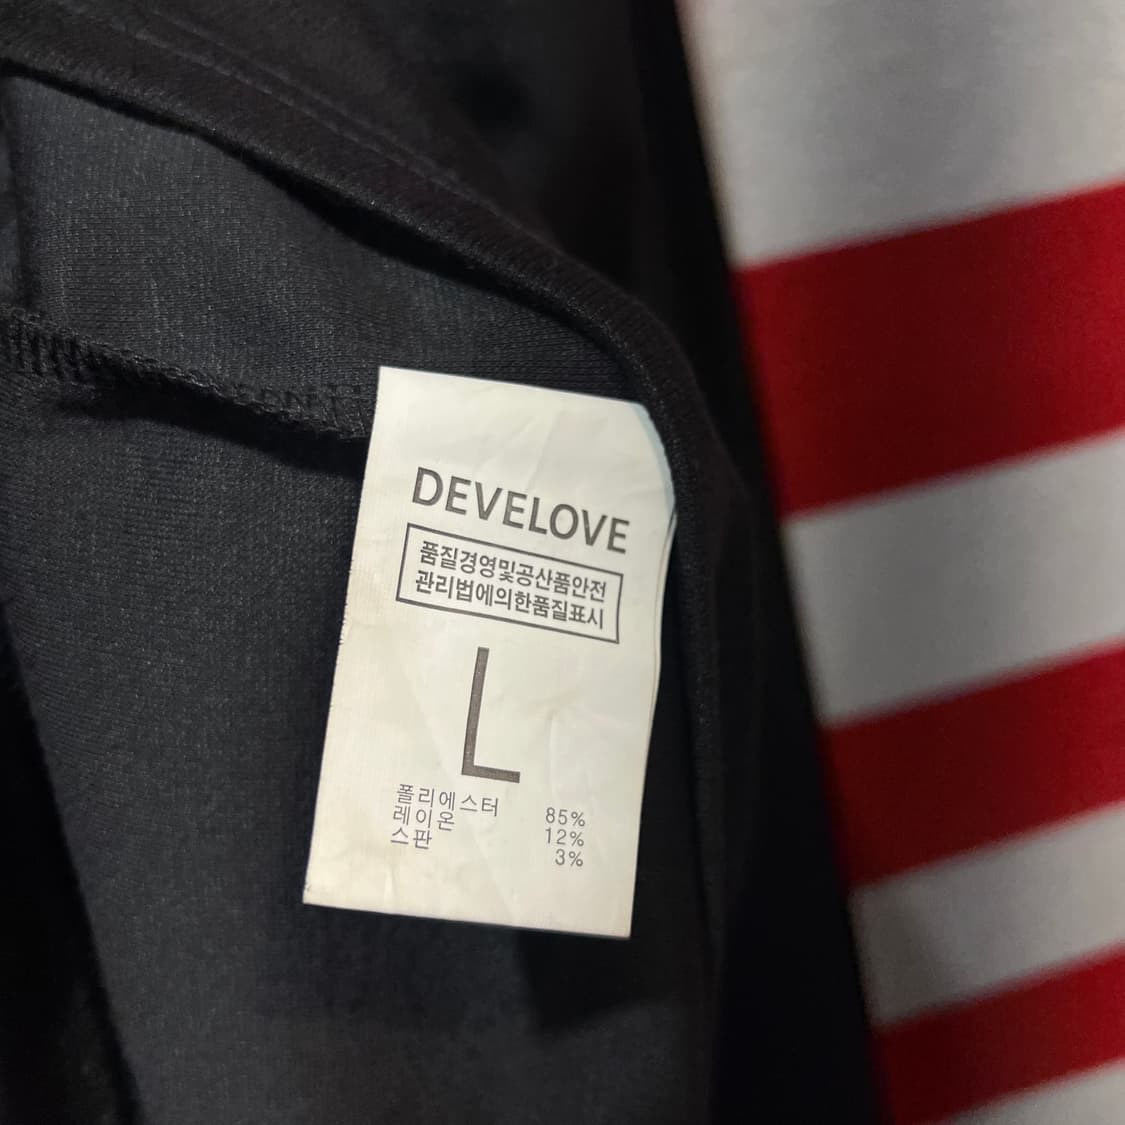 DEVELOVE
품질경영및공산품안전
관리법에의한품질표시
L
폴리에스터 85%
레이온 12%
스판 3%